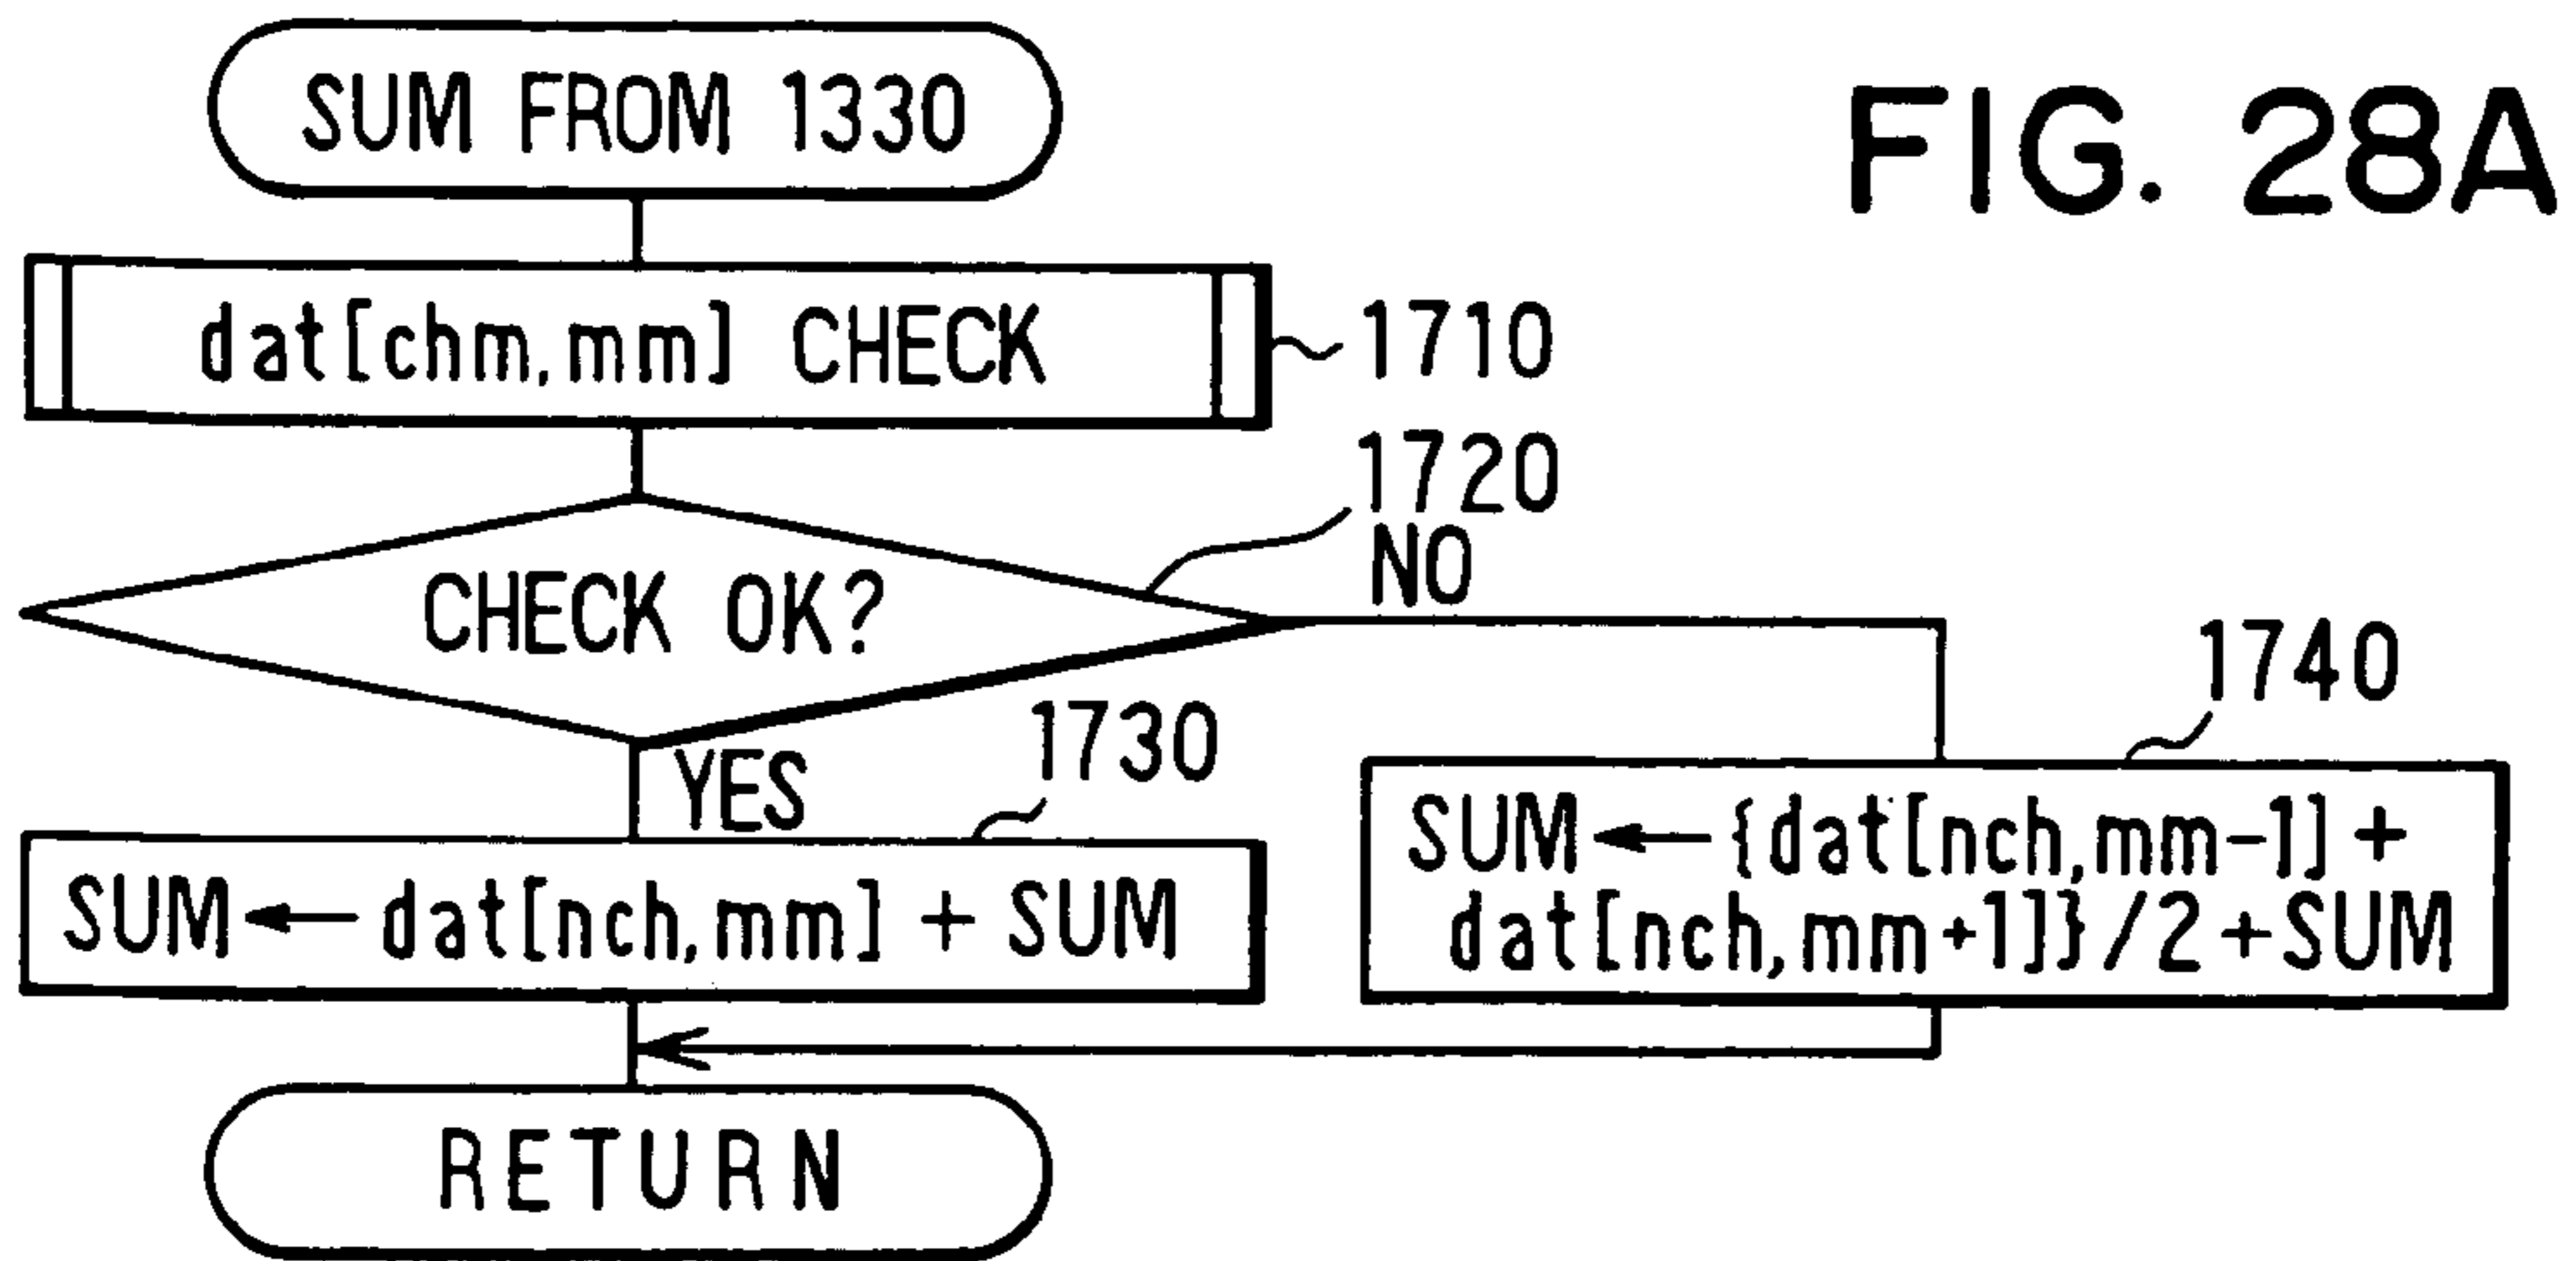 SUM FROM 1330
FIG. 28A
dat[chm,mm] CHECK
1710
1720
CHECK OK?
NO
1740
YES
1730
SUM←{dat[nch,mm-1]+
dat[nch,mm+1]}/2+SUM
SUM←dat[nch,mm] + SUM
RETURN